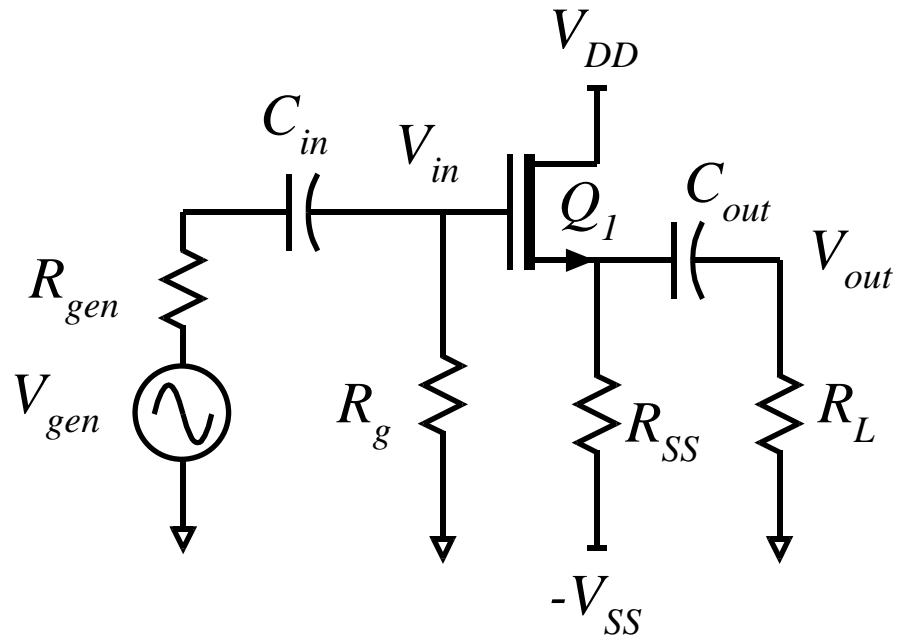 V_DD
C_in
V_in
C_out
Q_1
V_out
R_gen
V_gen
R_g
R_SS
R_L
-V_SS